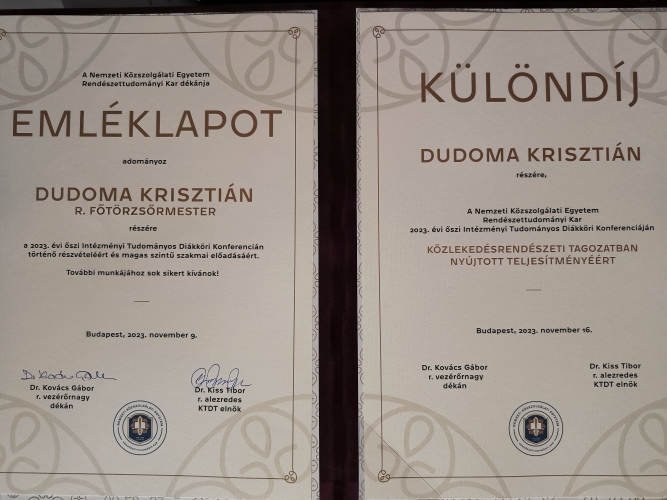 A Nemzeti Közszolgálati Egyetem
Rendészettudományi Kar dékánja
EMLÉKLAPOT
adományoz
DUDOMA KRISZTIÁN
R. FŐTÖRZSŐRMESTER
részére
a 2023. évi őszi Intézményi Tudományos Diákköri Konferencián
történő részvételéért és magas szintű szakmai előadásáért.
További munkájához sok sikert kívánok!
Budapest, 2023. november 9.
Dr. Kovács Gábor
r. vezérőrnagy
dékán
Dr. Kiss Tibor
r. alezredes
KTDT elnök
KÜLÖNDÍJ
DUDOMA KRISZTIÁN
részére,
A Nemzeti Közszolgálati Egyetem
Rendészettudományi Kar
2023. évi őszi Intézményi Tudományos Diákköri Konferenciáján
KÖZLEKEDÉSRENDÉSZETI TAGOZATBAN
NYÚJTOTT TELJESÍTMÉNYÉÉRT
Budapest, 2023. november 16.
Dr. Kovács Gábor
r. vezérőrnagy
dékán
Dr. Kiss Tibor
r. alezredes
KTDT elnök